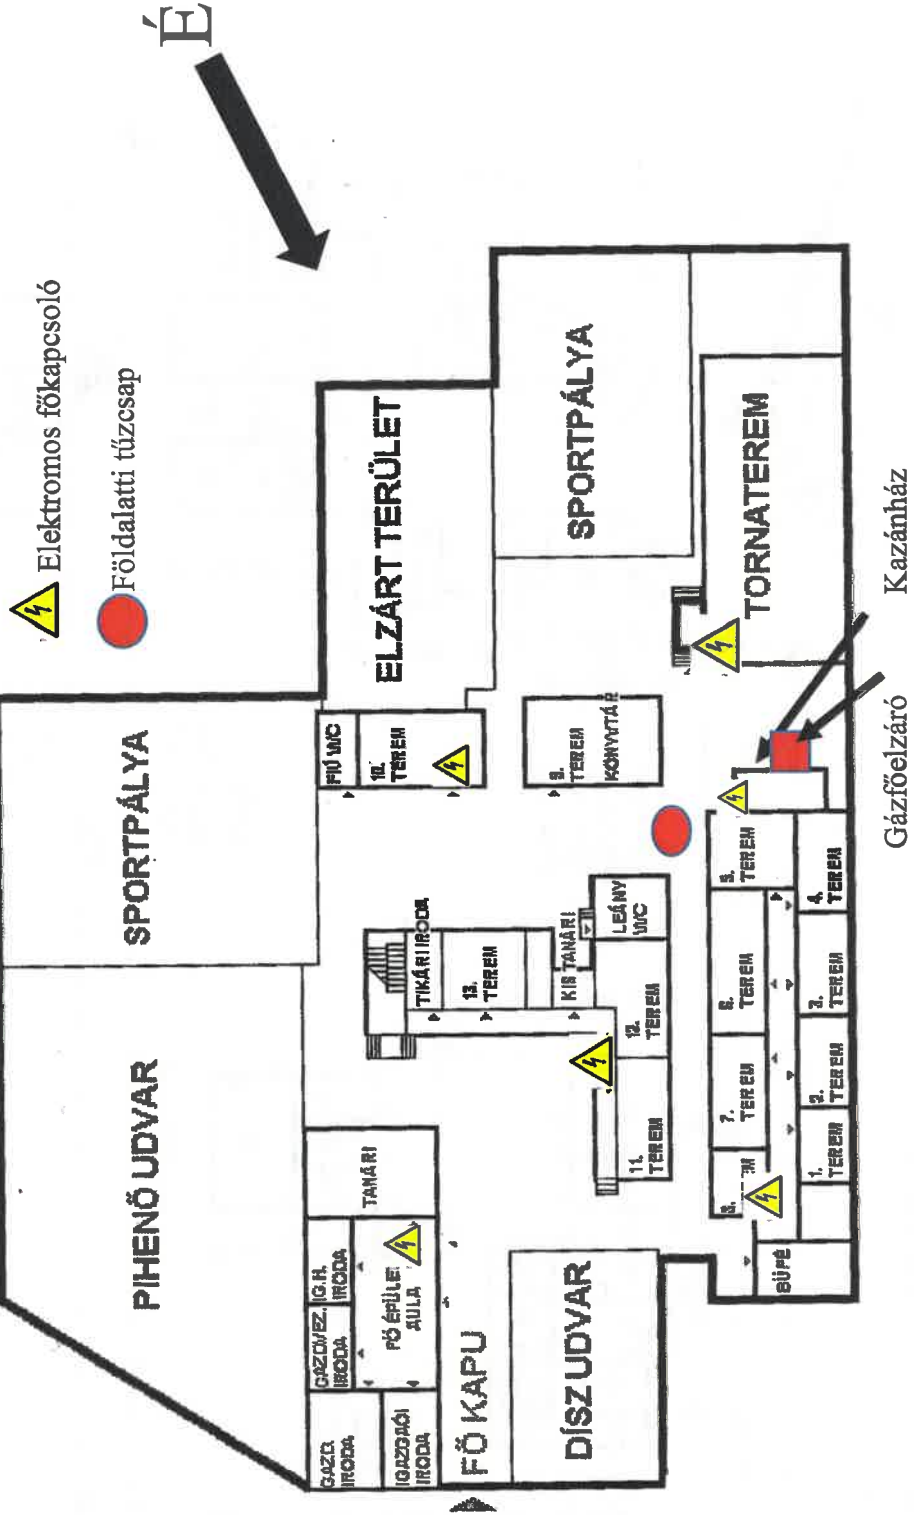 Elektromos főkapcsoló
Földalatti tűzcsap
É
PIHENŐ UDVAR
SPORTPÁLYA
GAZD.
IRODA
GAZD.VEZ.
IRODA
IG.H.
IRODA
TANÁRI
IGAZGAÓI
IRODA
FŐ ÉPÜLET
AULA
FŐ KAPU
DÍSZ UDVAR
TIKÁRI IRODA
13.
TEREM
KIS TANÁRI
11.
TEREM
12.
TEREM
LEÁNY
WC
FIÚ WC
10.
TEREM
ELZÁRT TERÜLET
9.
TEREM
KÖNYVTÁR
SPORTPÁLYA
TORNATEREM
8.
7.
TEREM
6.
TEREM
5.
TEREM
BÜFÉ
1.
TEREM
2.
TEREM
3.
TEREM
4.
TEREM
Gázfőelzáró
Kazánház